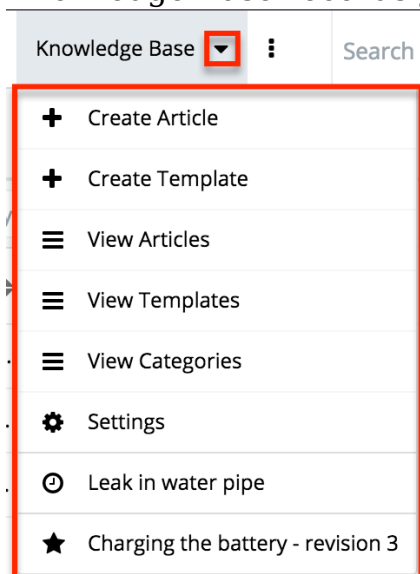 Knowledge Base
Search
Create Article
Create Template
View Articles
View Templates
View Categories
Settings
Leak in water pipe
Charging the battery - revision 3